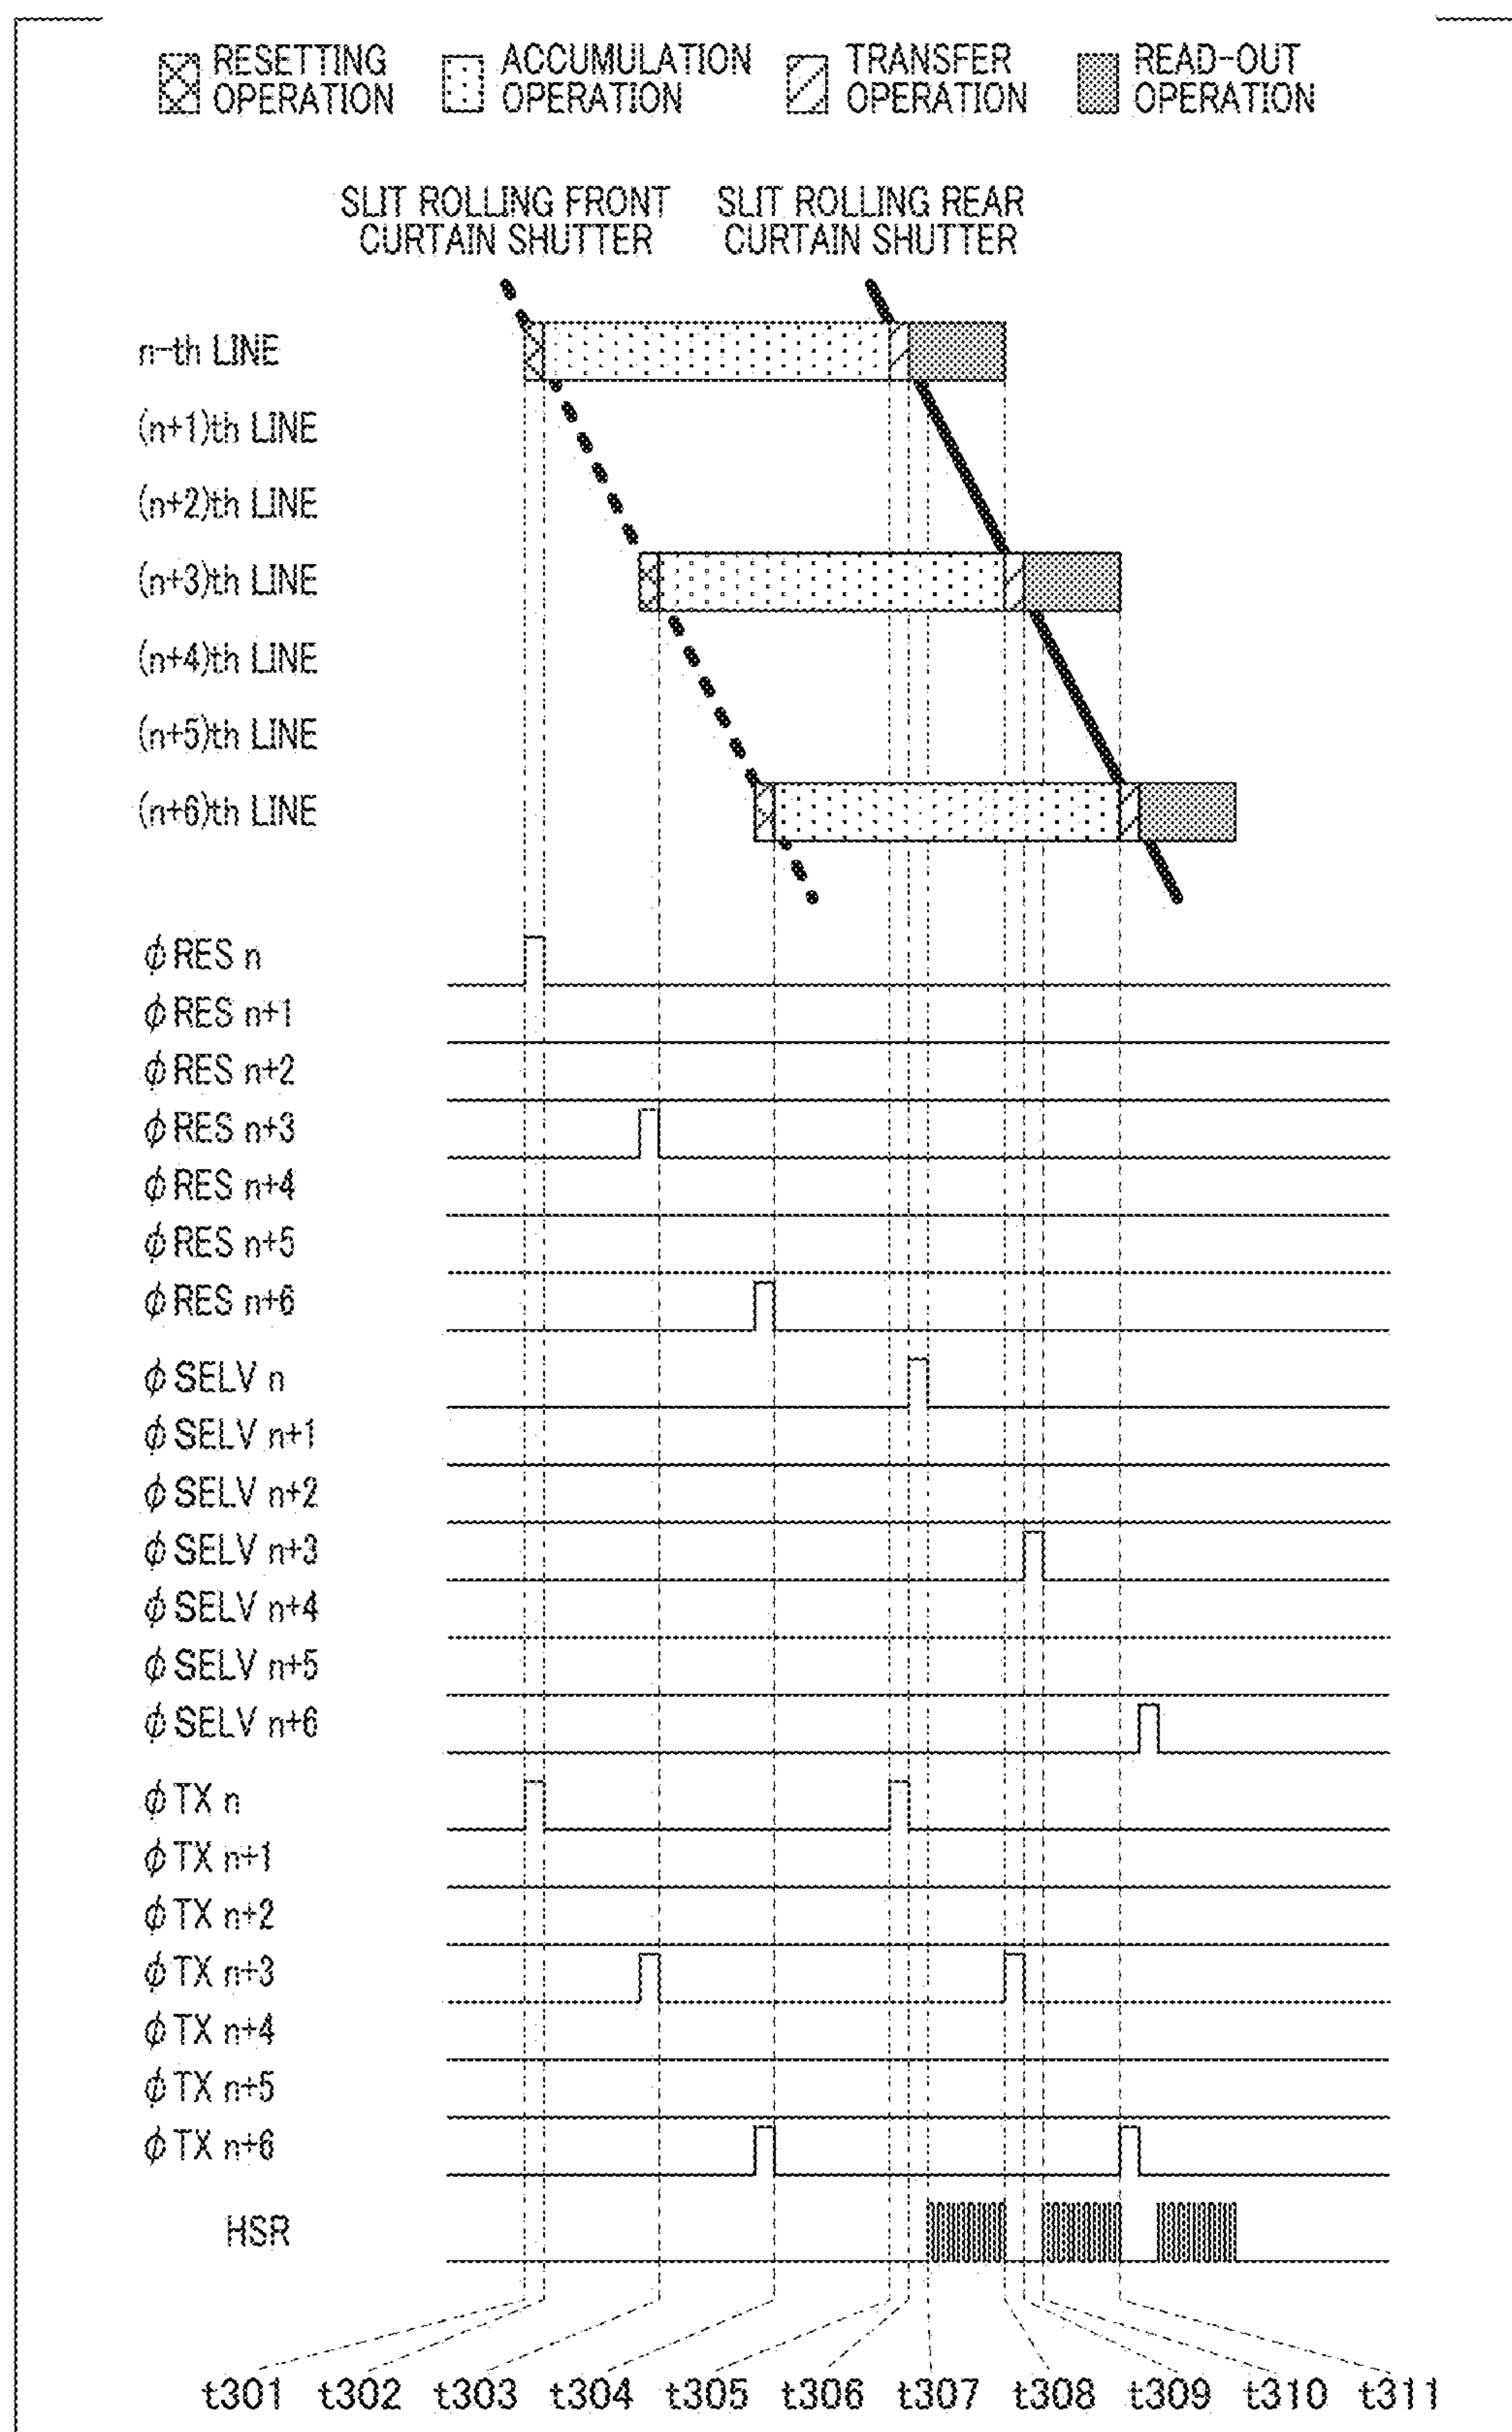 RESETTING OPERATION
ACCUMULATION OPERATION
TRANSFER OPERATION
READ-OUT OPERATION
SLIT ROLLING FRONT CURTAIN SHUTTER
SLIT ROLLING REAR CURTAIN SHUTTER
n-th LINE
(n+1)th LINE
(n+2)th LINE
(n+3)th LINE
(n+4)th LINE
(n+5)th LINE
(n+6)th LINE
ϕRES n
ϕRES n+1
ϕRES n+2
ϕRES n+3
ϕRES n+4
ϕRES n+5
ϕRES n+6
ϕSELV n
ϕSELV n+1
ϕSELV n+2
ϕSELV n+3
ϕSELV n+4
ϕSELV n+5
ϕSELV n+6
ϕTX n
ϕTX n+1
ϕTX n+2
ϕTX n+3
ϕTX n+4
ϕTX n+5
ϕTX n+6
HSR
t301 t302 t303 t304 t305 t306 t307 t308 t309 t310 t311